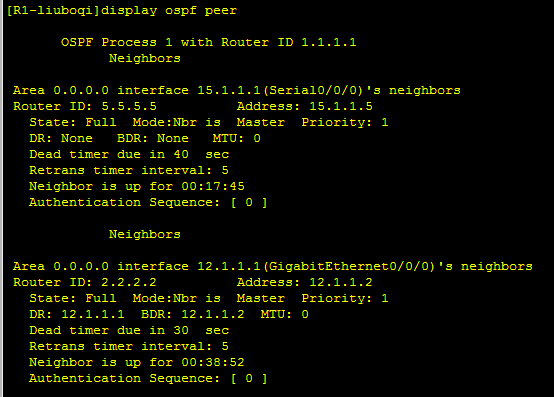 [R1-liuboqi]display ospf peer
OSPF Process 1 with Router ID 1.1.1.1
Neighbors
Area 0.0.0.0 interface 15.1.1.1(Serial0/0/0)'s neighbors
Router ID: 5.5.5.5 Address: 15.1.1.5
State: Full Mode:Nbr is Master Priority: 1
DR: None BDR: None MTU: 0
Dead timer due in 40 sec
Retrans timer interval: 5
Neighbor is up for 00:17:45
Authentication Sequence: [ 0 ]
Neighbors
Area 0.0.0.0 interface 12.1.1.1(GigabitEthernet0/0/0)'s neighbors
Router ID: 2.2.2.2 Address: 12.1.1.2
State: Full Mode:Nbr is Master Priority: 1
DR: 12.1.1.1 BDR: 12.1.1.2 MTU: 0
Dead timer due in 30 sec
Retrans timer interval: 5
Neighbor is up for 00:38:52
Authentication Sequence: [ 0 ]